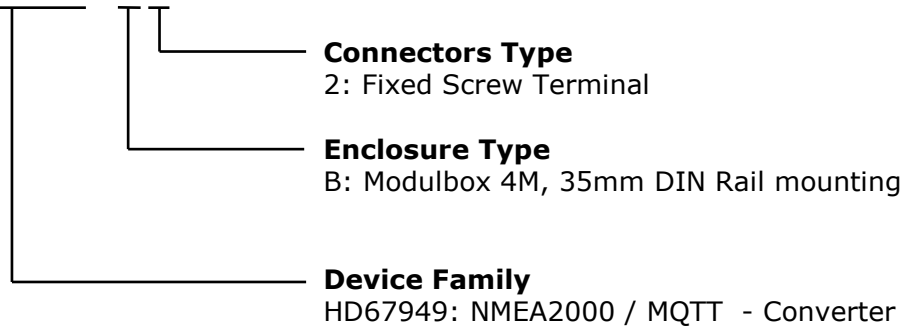 Connectors Type
2: Fixed Screw Terminal
Enclosure Type
B: Modulbox 4M, 35mm DIN Rail mounting
Device Family
HD67949: NMEA2000 / MQTT - Converter